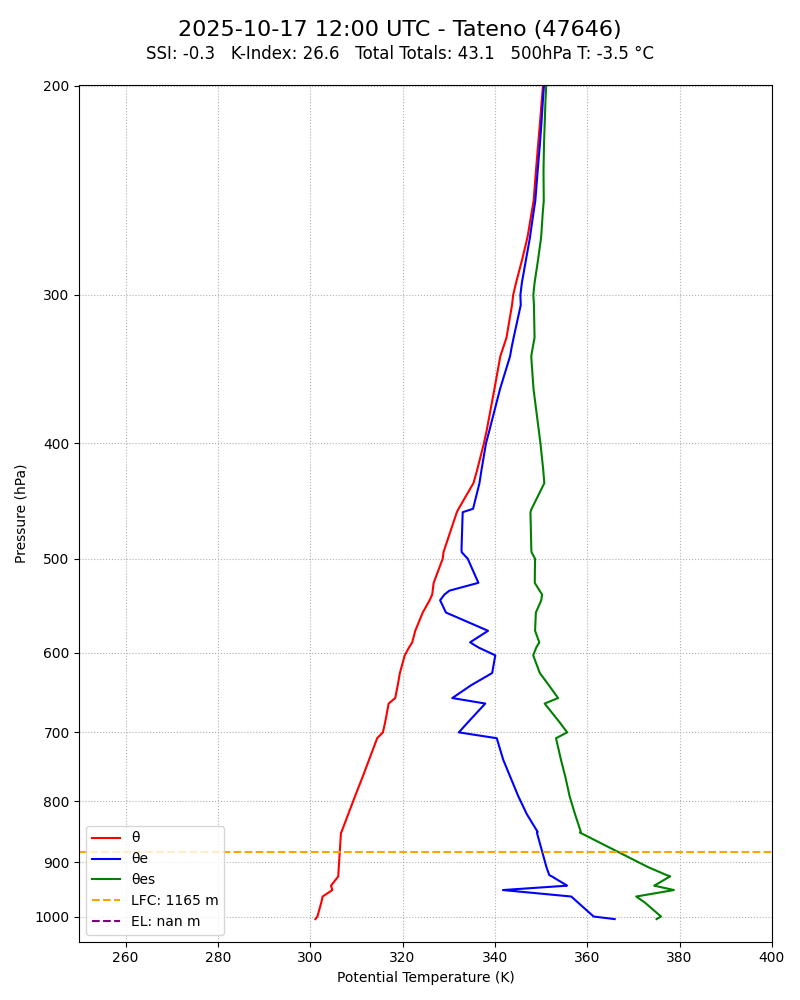 2025-10-17 12:00 UTC - Tateno (47646)
SSI: -0.3 K-Index: 26.6 Total Totals: 43.1 500hPa T: -3.5 °C
200
300
400
500
600
700
800
900
1000
Pressure (hPa)
θ
θe
θes
LFC: 1165 m
EL: nan m
260 280 300 320 340 360 380 400
Potential Temperature (K)